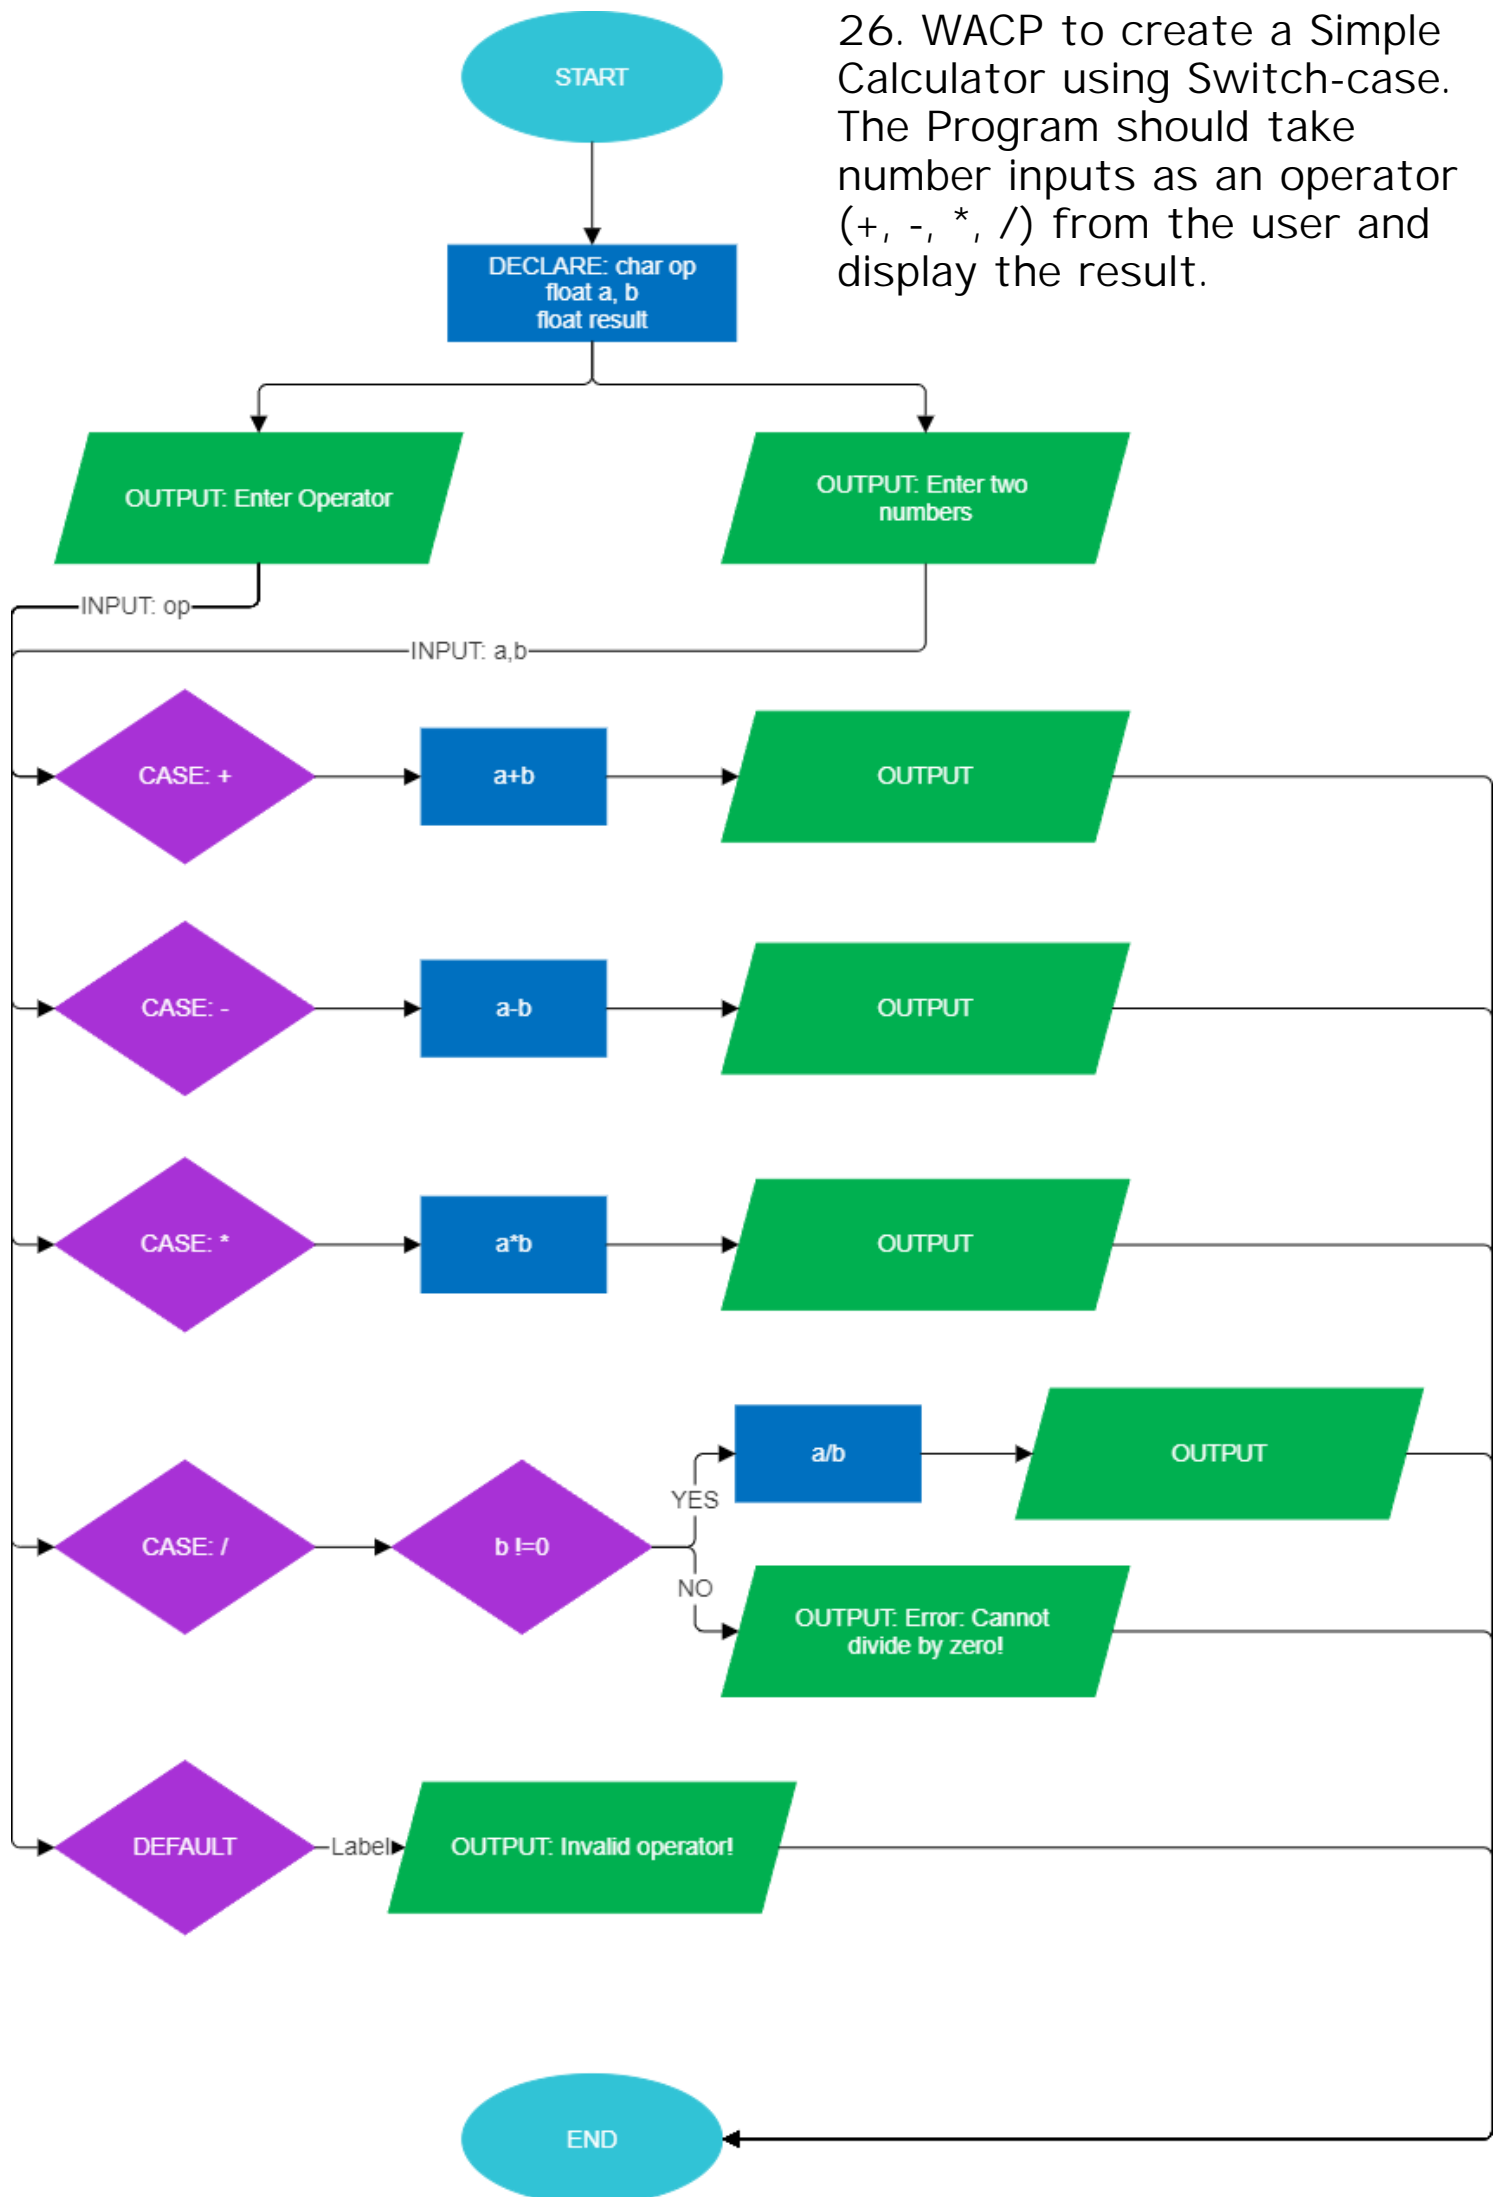 26. WACP to create a Simple
Calculator using Switch-case.
The Program should take
number inputs as an operator
(+, -, *, /) from the user and
display the result.
START
DECLARE: char op
float a, b
float result
OUTPUT: Enter Operator
OUTPUT: Enter two
numbers
INPUT: op
INPUT: a,b
CASE: +
a+b
OUTPUT
CASE: -
a-b
OUTPUT
CASE: *
a*b
OUTPUT
CASE: /
b !=0
YES
a/b
OUTPUT
NO
OUTPUT: Error: Cannot
divide by zero!
DEFAULT
Label
OUTPUT: Invalid operator!
END